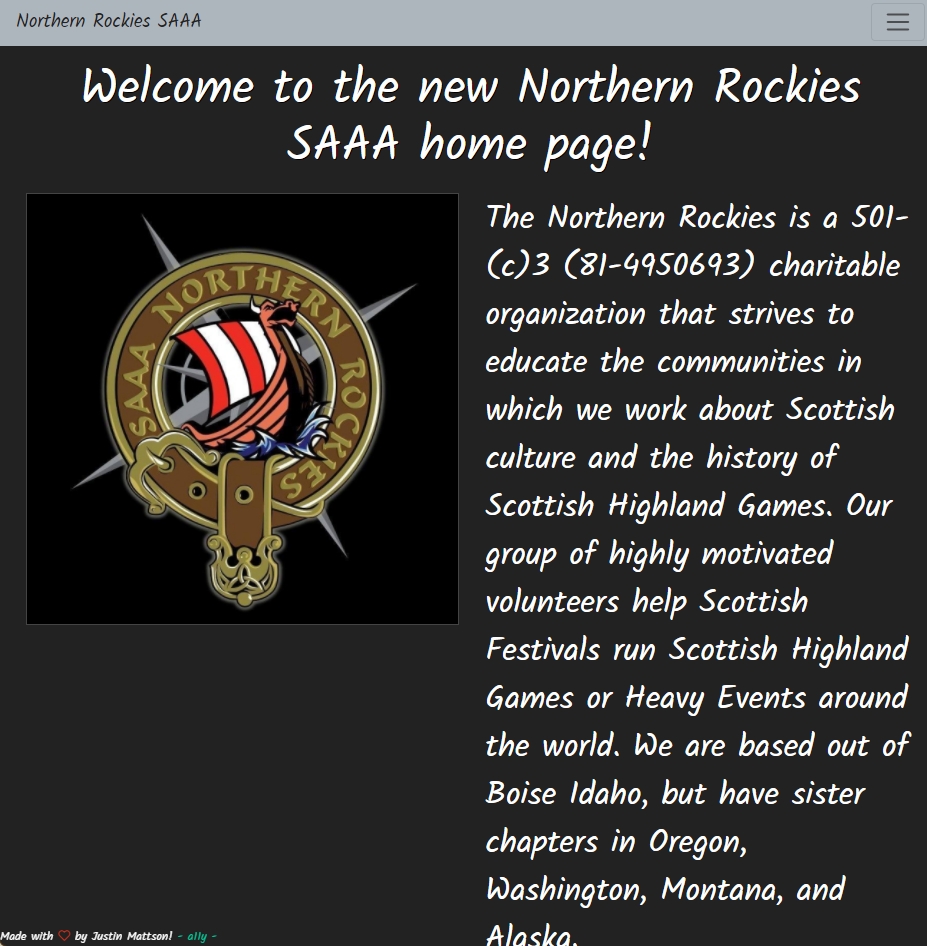 Northern Rockies SAAA
Welcome to the new Northern Rockies
SAAA home page!
SAAA NORTHERN ROCKIES
The Northern Rockies is a 501-
(c)3 (81-4950693) charitable
organization that strives to
educate the communities in
which we work about Scottish
culture and the history of
Scottish Highland Games. Our
group of highly motivated
volunteers help Scottish
Festivals run Scottish Highland
Games or Heavy Events around
the world. We are based out of
Boise Idaho, but have sister
chapters in Oregon,
Washington, Montana, and
Alaska.
Made with ♡ by Justin Mattson! - ally -